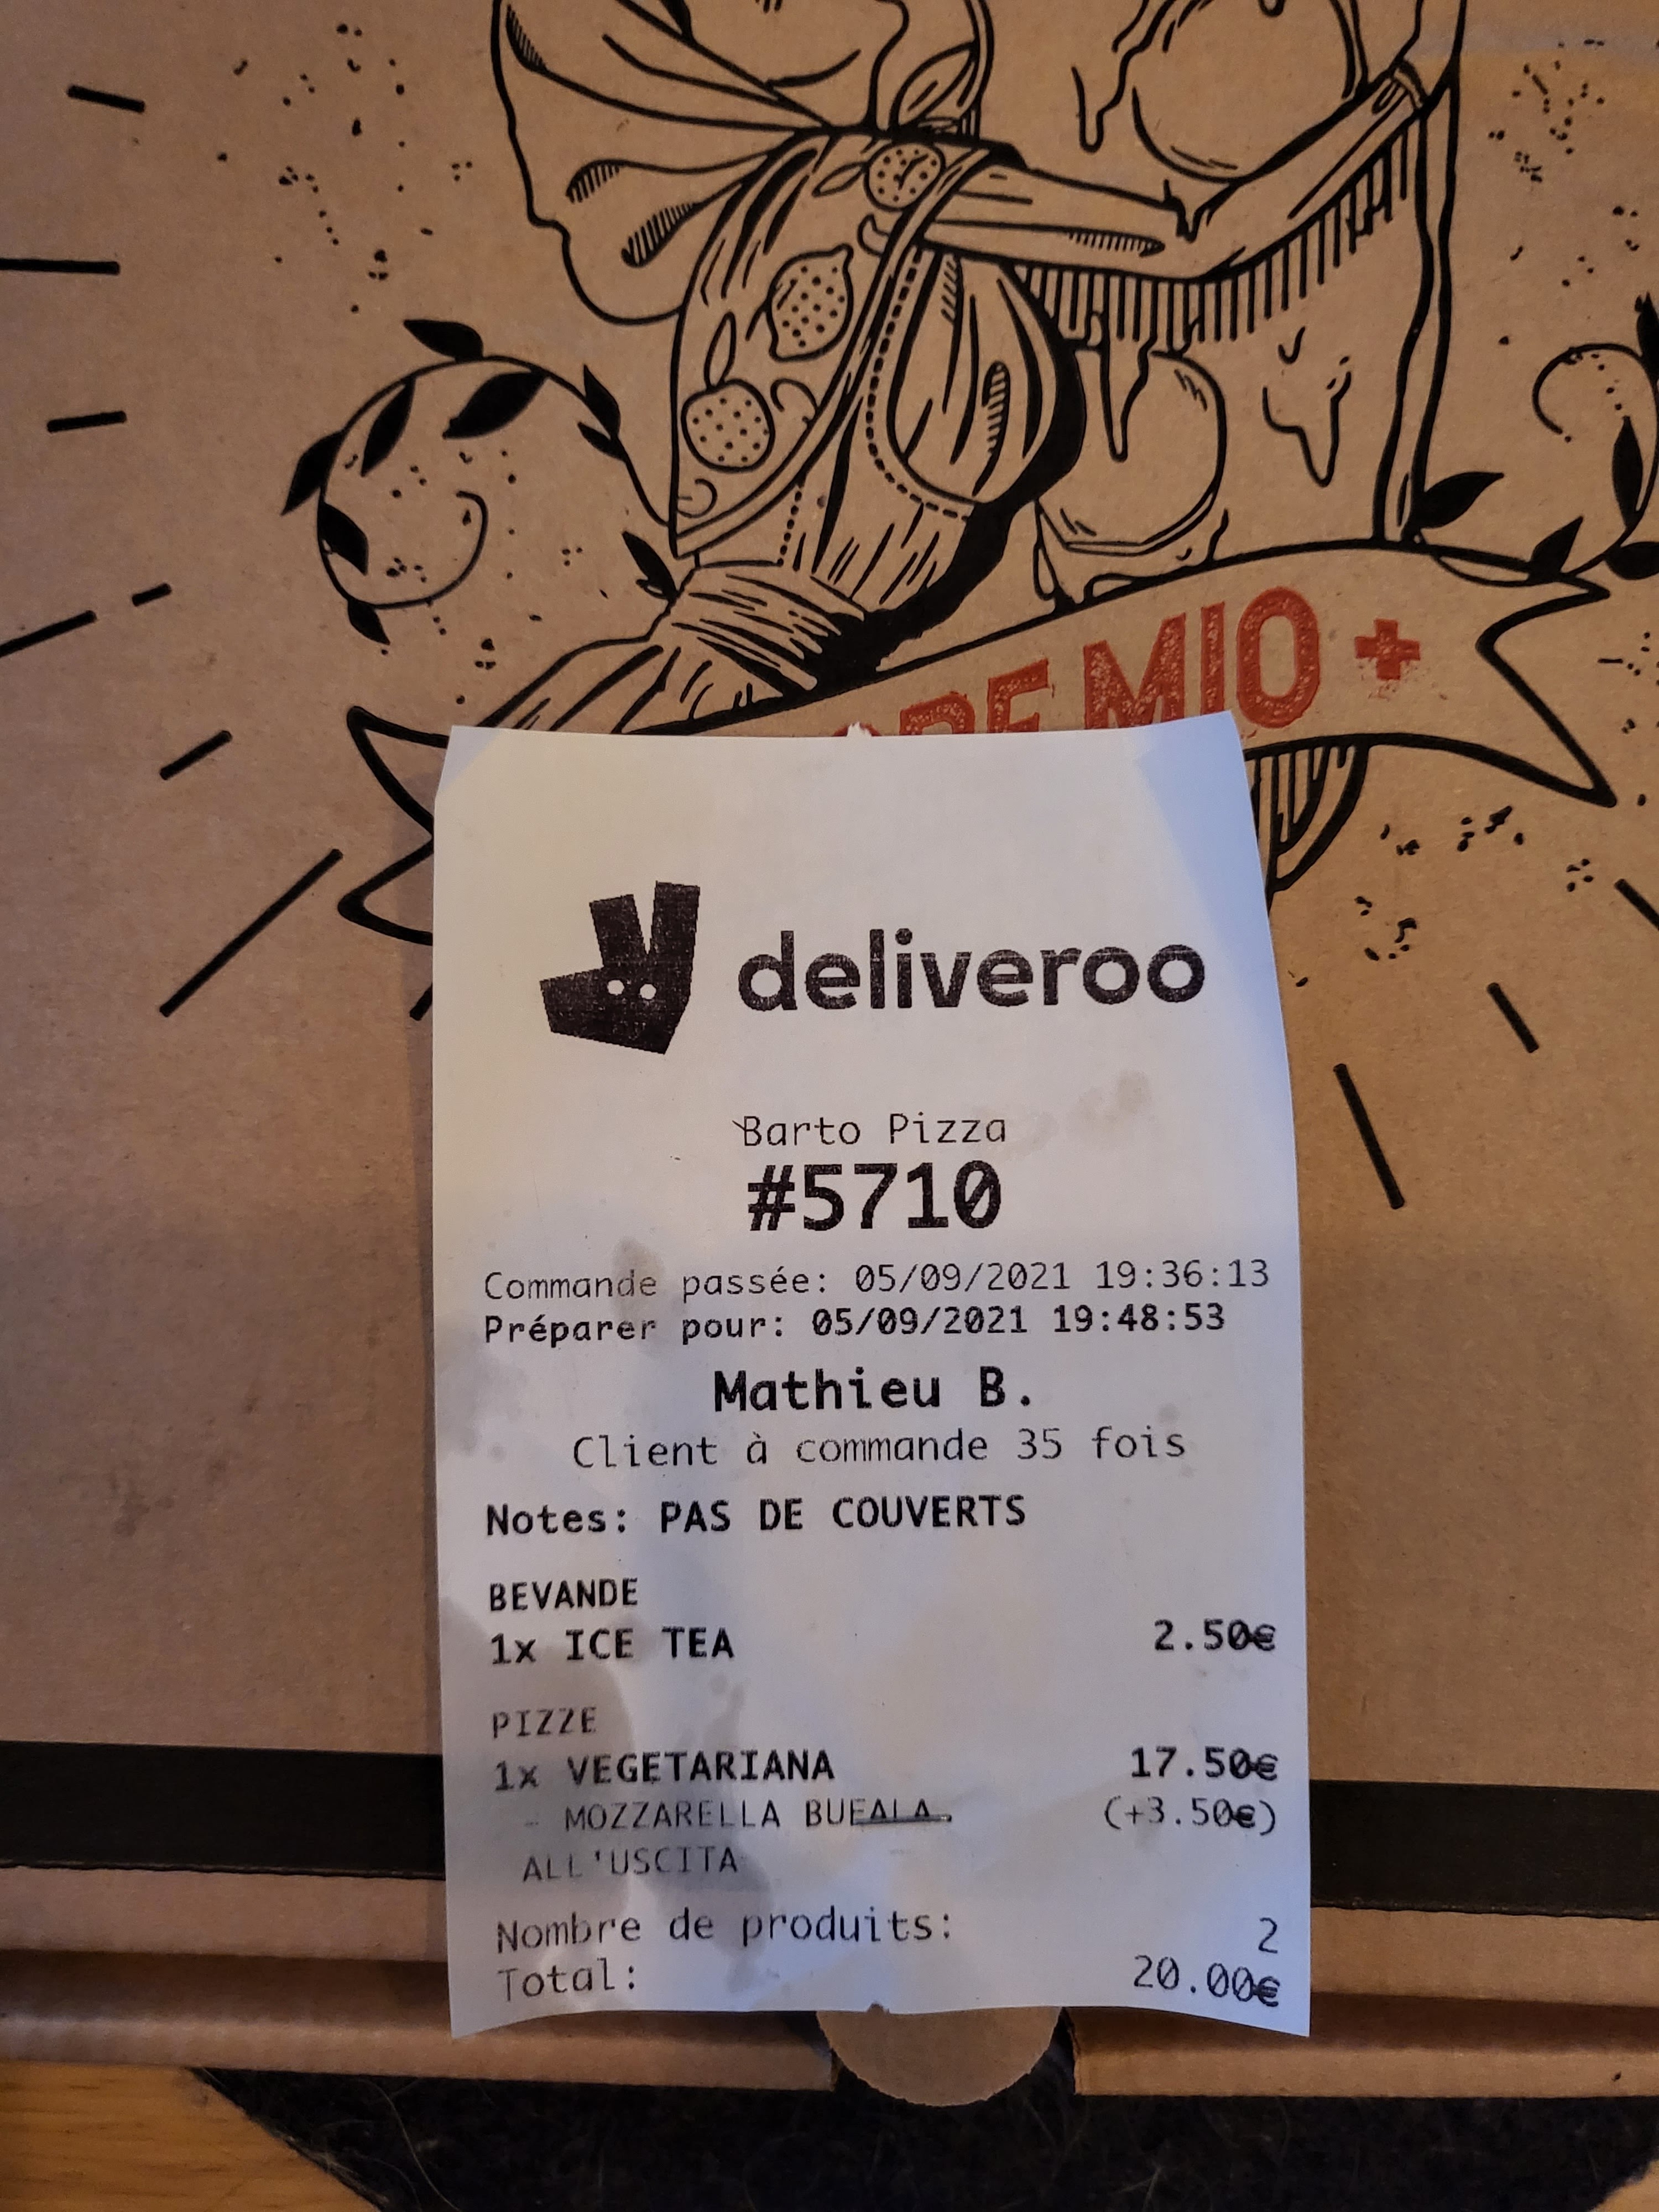 MIO +
deliveroo
Barto Pizza
#5710
Commande passée: 05/09/2021 19:36:13
Préparer pour: 05/09/2021 19:48:53
Mathieu B.
Client à commande 35 fois
Notes: PAS DE COUVERTS
BEVANDE
1x ICE TEA 2.50€
PIZZE
1x VEGETARIANA 17.50€
- MOZZARELLA BUFALA. (+3.50€)
ALL'USCITA
Nombre de produits: 2
Total: 20.00€